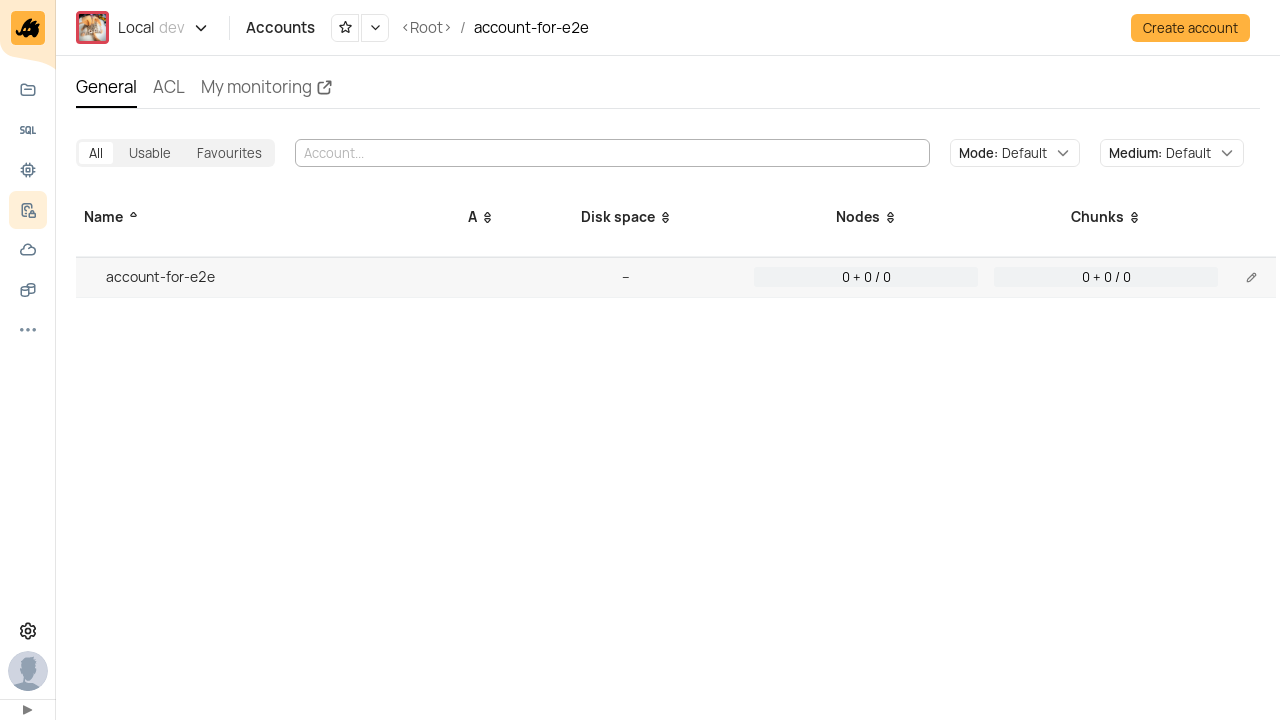 Local dev
Accounts
<Root> / account-for-e2e
Create account
General
ACL
My monitoring
SQL
All
Usable
Favourites
Account...
Mode: Default
Medium: Default
Name
A
Disk space
Nodes
Chunks
account-for-e2e
–
0 + 0 / 0
0 + 0 / 0